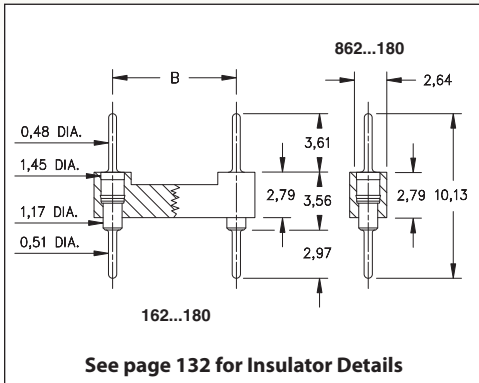 862...180
B
2,64
0,48 DIA.
3,61
1,45 DIA.
2,79
3,56
2,79
10,13
1,17 DIA.
0,51 DIA.
2,97
162...180
See page 132 for Insulator Details